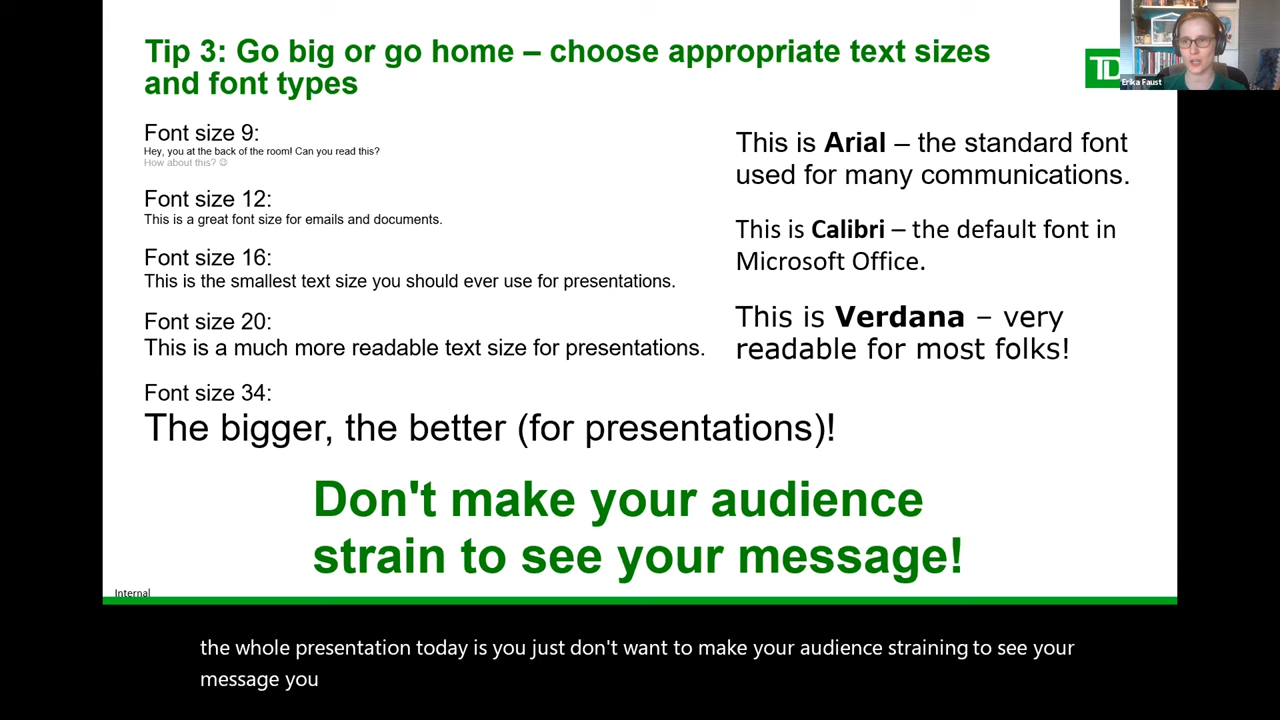 Tip 3: Go big or go home – choose appropriate text sizes
and font types
TD
Erika Faust
Font size 9:
Hey, you at the back of the room! Can you read this?
How about this? ☺
Font size 12:
This is a great font size for emails and documents.
Font size 16:
This is the smallest text size you should ever use for presentations.
Font size 20:
This is a much more readable text size for presentations.
Font size 34:
The bigger, the better (for presentations)!
This is Arial – the standard font
used for many communications.
This is Calibri – the default font in
Microsoft Office.
This is Verdana – very
readable for most folks!
Don't make your audience
strain to see your message!
Internal
the whole presentation today is you just don't want to make your audience straining to see your
message you